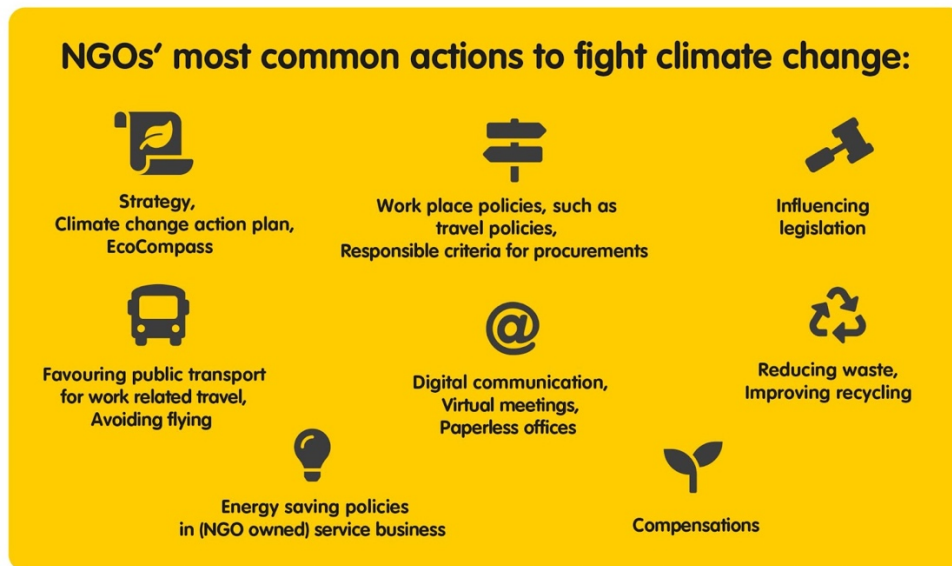 NGOs’ most common actions to fight climate change:
Strategy,
Climate change action plan,
EcoCompass
Work place policies, such as
travel policies,
Responsible criteria for procurements
Influencing
legislation
Favouring public transport
for work related travel,
Avoiding flying
@
Digital communication,
Virtual meetings,
Paperless offices
Reducing waste,
Improving recycling
Energy saving policies
in (NGO owned) service business
Compensations